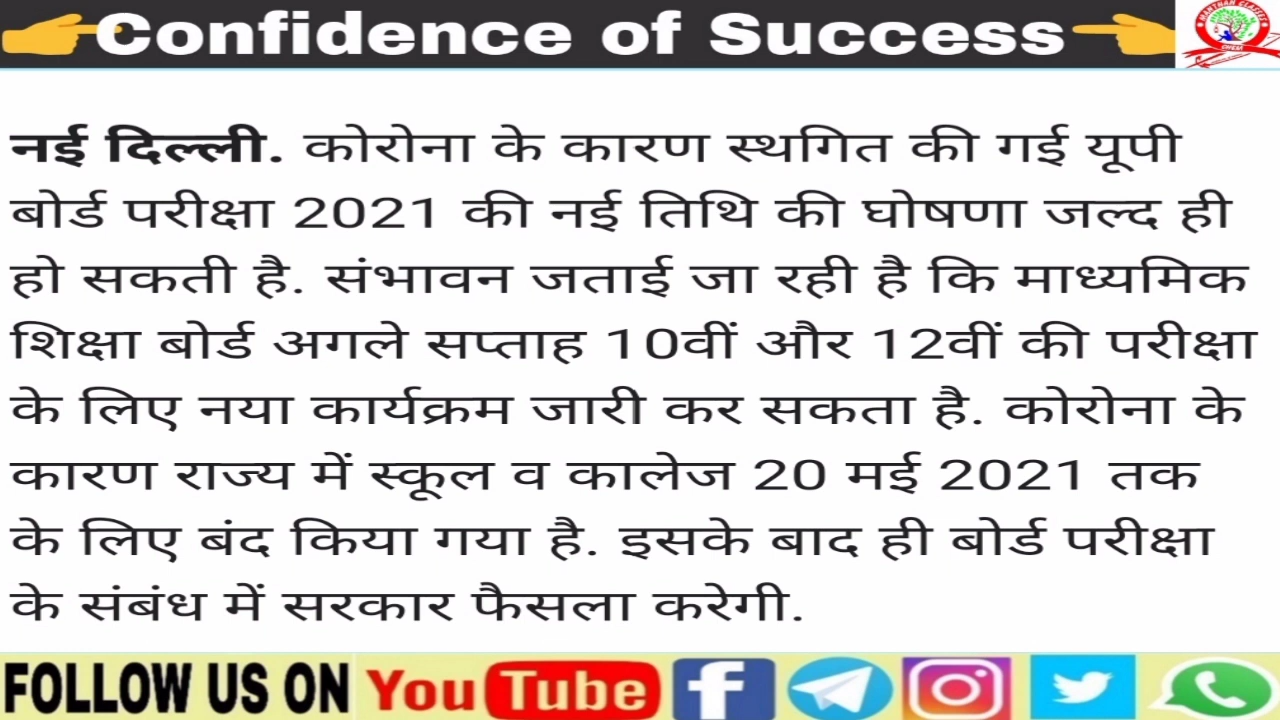 Confidence of Success
MANTHAN CLASSES
नई दिल्ली. कोरोना के कारण स्थगित की गई यूपी
बोर्ड परीक्षा 2021 की नई तिथि की घोषणा जल्द ही
हो सकती है. संभावन जताई जा रही है कि माध्यमिक
शिक्षा बोर्ड अगले सप्ताह 10वीं और 12वीं की परीक्षा
के लिए नया कार्यक्रम जारी कर सकता है. कोरोना के
कारण राज्य में स्कूल व कालेज 20 मई 2021 तक
के लिए बंद किया गया है. इसके बाद ही बोर्ड परीक्षा
के संबंध में सरकार फैसला करेगी.
FOLLOW US ON YouTube